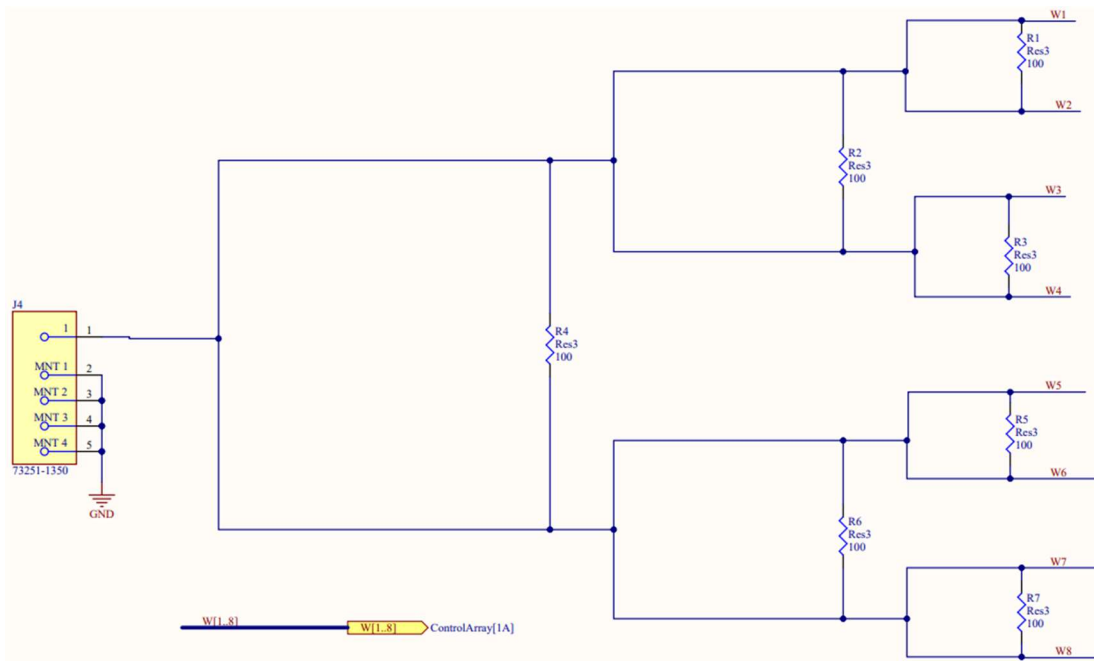 W1
R1
Res3
100
W2
R2
Res3
100
W3
R3
Res3
100
W4
J4
1 1
MNT 1 2
MNT 2 3
MNT 3 4
MNT 4 5
73251-1350
GND
R4
Res3
100
W5
R5
Res3
100
W6
R6
Res3
100
W7
R7
Res3
100
W8
W[1..8] W[1..8] ControlArray[1A]